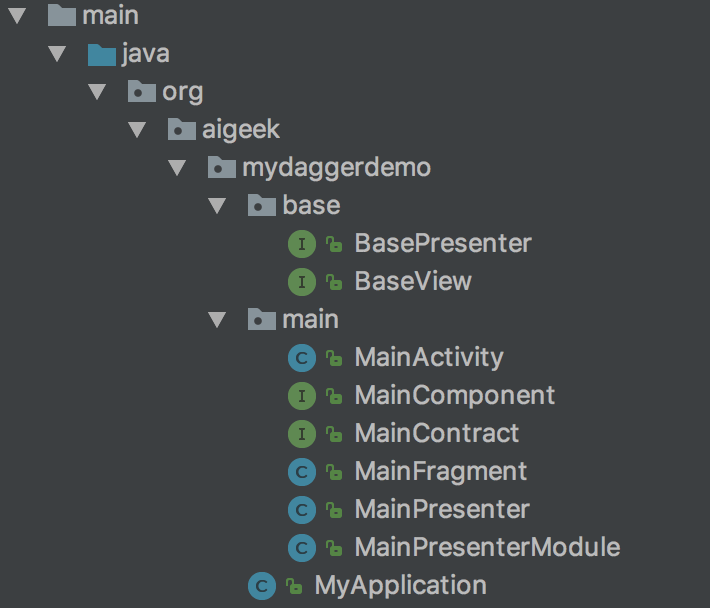 main
java
org
aigeek
mydaggerdemo
base
I BasePresenter
I BaseView
main
C MainActivity
I MainComponent
I MainContract
C MainFragment
C MainPresenter
C MainPresenterModule
C MyApplication